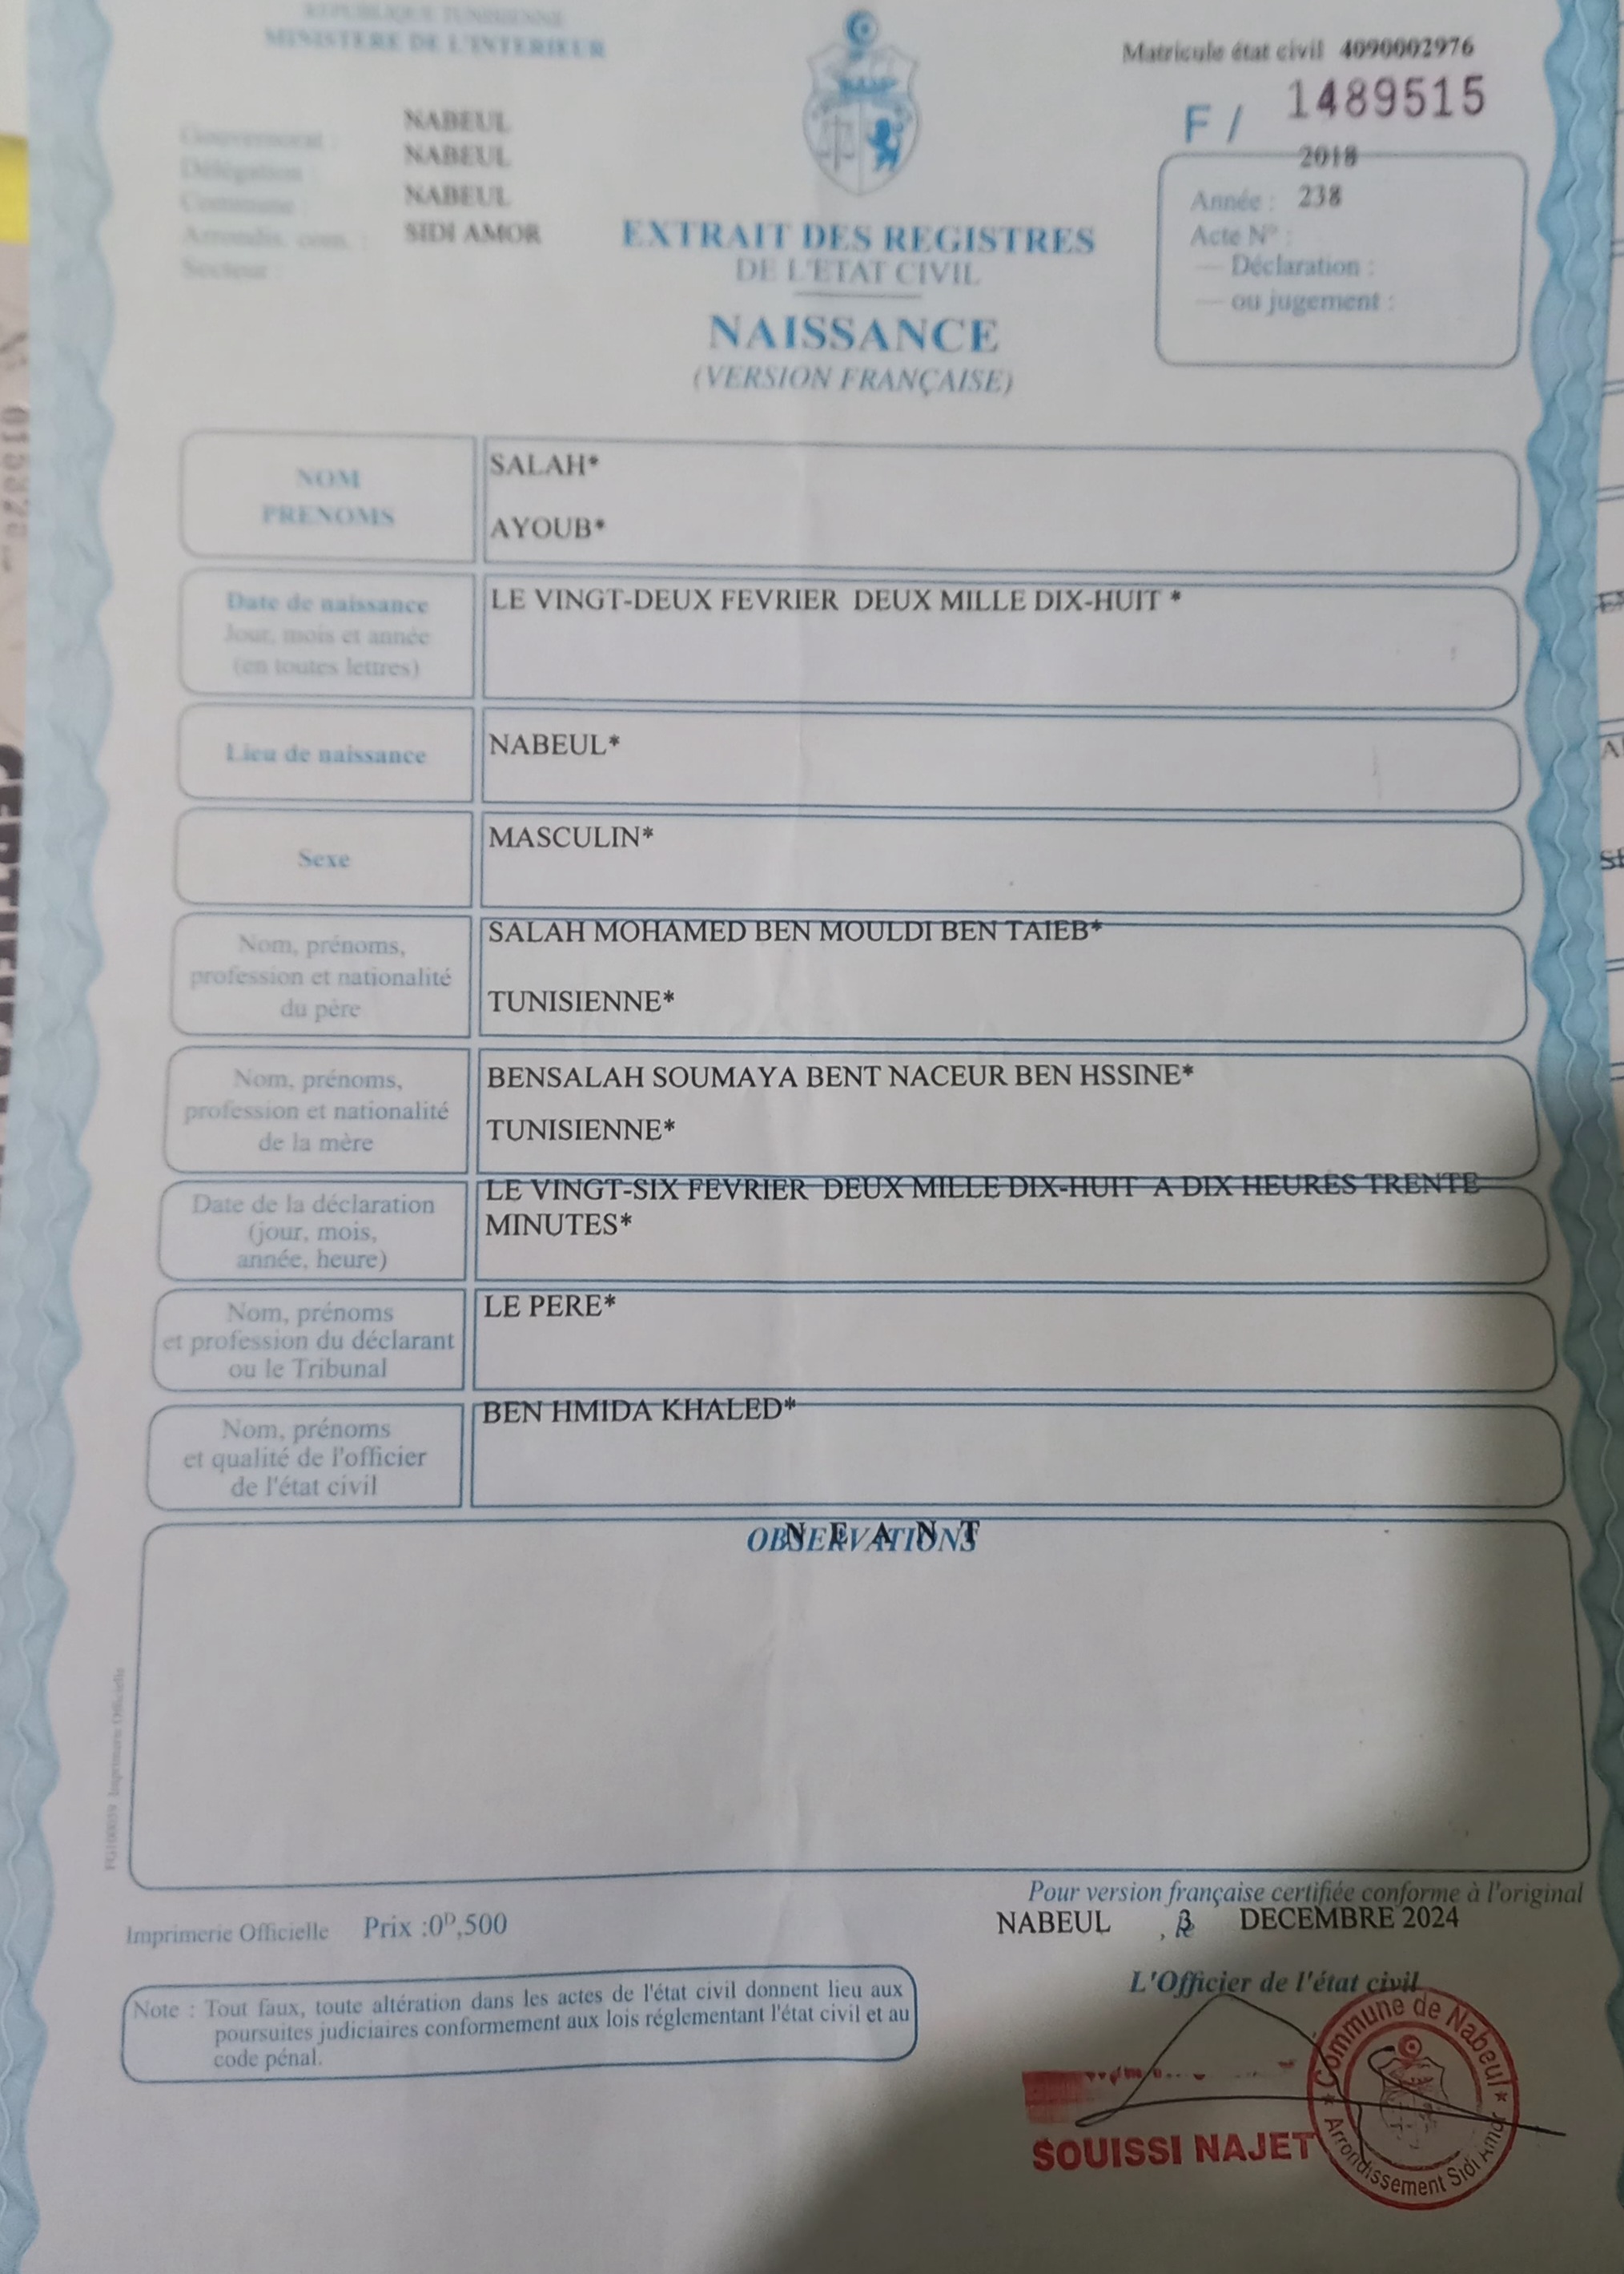 REPUBLIQUE TUNISIENNE
MINISTERE DE L'INTERIEUR
Matricule état civil 4090002976
F / 1489515
Gouvernorat : NABEUL
Délégation : NABEUL
Commune : NABEUL
Arrondis. com. : SIDI AMOR
Secteur :
2018
Année : 238
Acte N° :
— Déclaration :
— ou jugement :
EXTRAIT DES REGISTRES
DE L'ETAT CIVIL
NAISSANCE
(VERSION FRANÇAISE)
NOM SALAH*
PRENOMS AYOUB*
Date de naissance LE VINGT-DEUX FEVRIER DEUX MILLE DIX-HUIT *
Jour, mois et année
(en toutes lettres)
Lieu de naissance NABEUL*
Sexe MASCULIN*
Nom, prénoms, SALAH MOHAMED BEN MOULDI BEN TAIEB*
profession et nationalité
du père TUNISIENNE*
Nom, prénoms, BENSALAH SOUMAYA BENT NACEUR BEN HSSINE*
profession et nationalité
de la mère TUNISIENNE*
Date de la déclaration LE VINGT-SIX FEVRIER DEUX MILLE DIX-HUIT A DIX HEURES TRENTE
(jour, mois, MINUTES*
année, heure)
Nom, prénoms LE PERE*
et profession du déclarant
ou le Tribunal
Nom, prénoms BEN HMIDA KHALED*
et qualité de l'officier
de l'état civil
OBSERVATIONS
N E A N T
Pour version française certifiée conforme à l'original
Imprimerie Officielle Prix :0ᴰ,500
NABEUL , DECEMBRE 2024
L'Officier de l'état civil
Note : Tout faux, toute altération dans les actes de l'état civil donnent lieu aux
poursuites judiciaires conformement aux lois réglementant l'état civil et au
code pénal.
SOUISSI NAJET
Commune de Nabeul
Arrondissement Sidi Amor